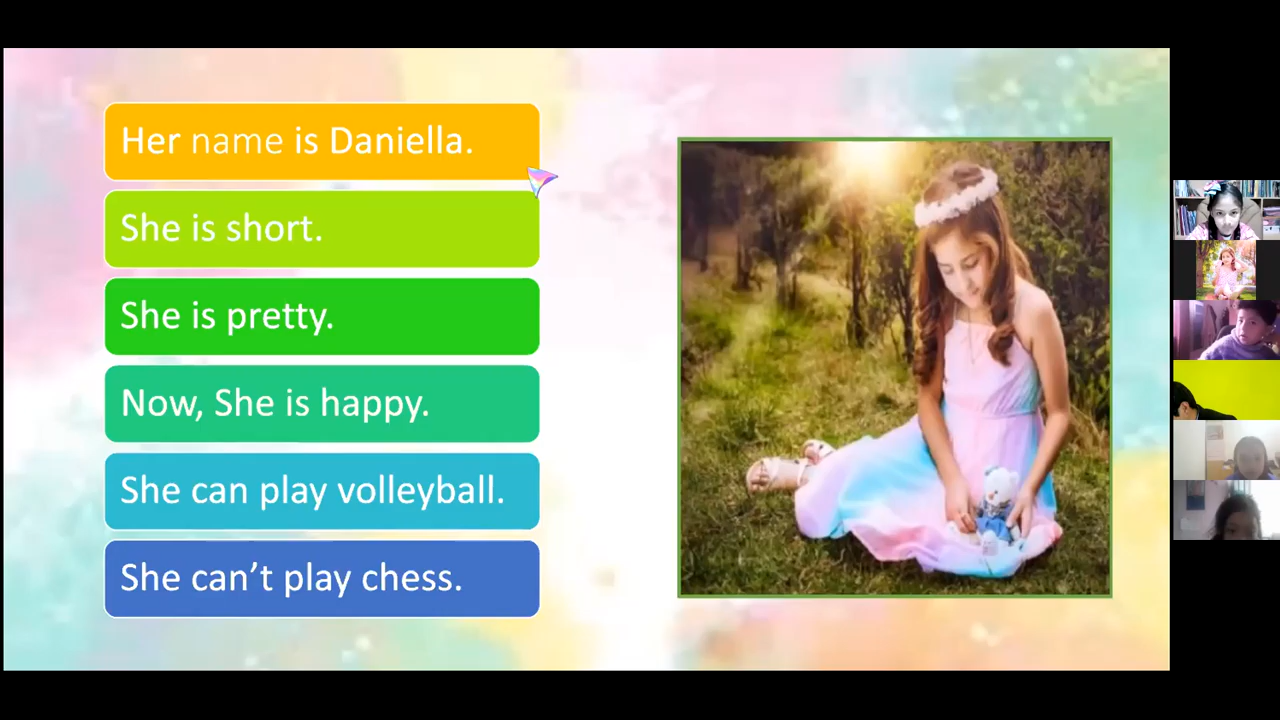 Her name is Daniella.
She is short.
She is pretty.
Now, She is happy.
She can play volleyball.
She can’t play chess.